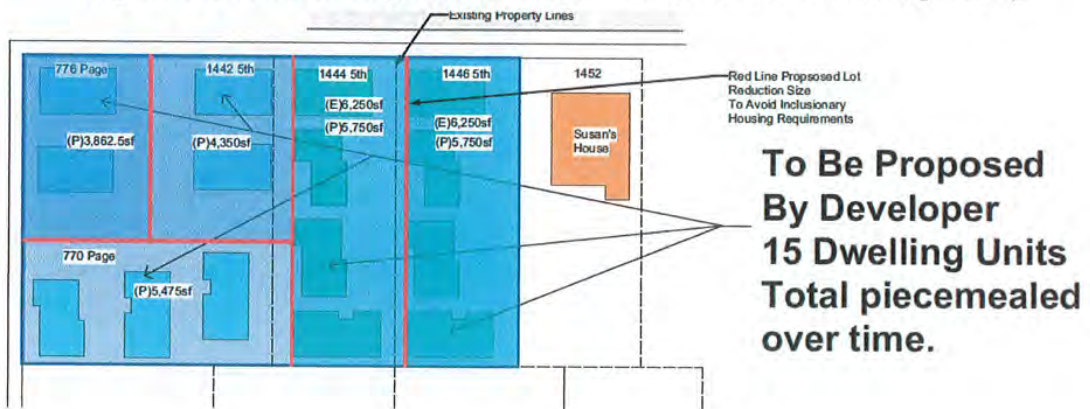 Existing Property Lines
776 Page
1442 5th
1444 5th
1446 5th
1452
(E)6,250sf
(P)5,750sf
(E)6,250sf
(P)5,750sf
(P)3,862.5sf
(P)4,350sf
Susan's
House
Red Line Propsosed Lot
Reduction Size
To Avoid Inclusionary
Housing Requirements
770 Page
(P)5,475sf
To Be Proposed
By Developer
15 Dwelling Units
Total piecemealed
over time.